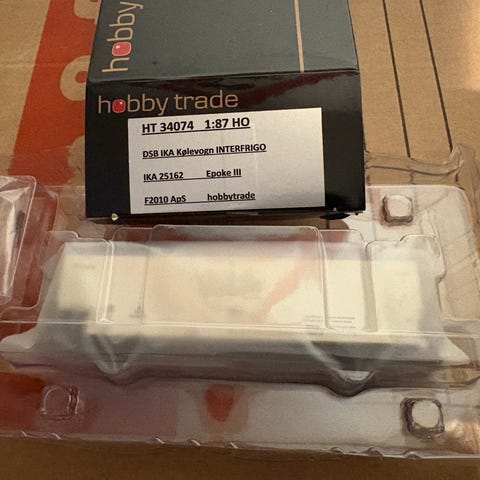 hobby
hobby trade
HT 34074 1:87 HO
DSB IKA Kølevogn INTERFRIGO
IKA 25162 Epoke III
F2010 ApS hobbytrade